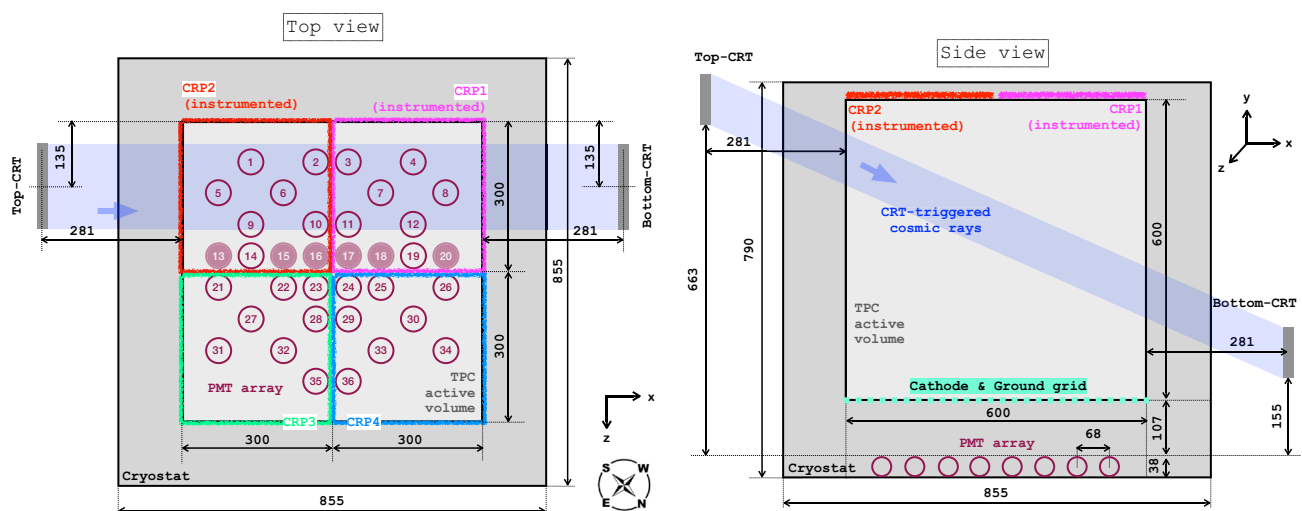 Top view
CRP2
(instrumented)
CRP1
(instrumented)
135
135
Top-CRT
Bottom-CRT
1 2 3 4
5 6 7 8
9 10 11 12
13 14 15 16 17 18 19 20
21 22 23 24 25 26
27 28 29 30
31 32 33 34
35 36
281
281
300
300
855
PMT array
TPC
active
volume
CRP3
CRP4
300
300
Cryostat
855
x
z
S W
E N
Side view
Top-CRT
CRP2
(instrumented)
CRP1
(instrumented)
y
x
z
281
CRT-triggered
cosmic rays
790
663
600
Bottom-CRT
TPC
active
volume
281
Cathode & Ground grid
600
107
155
PMT array
68
38
Cryostat
855